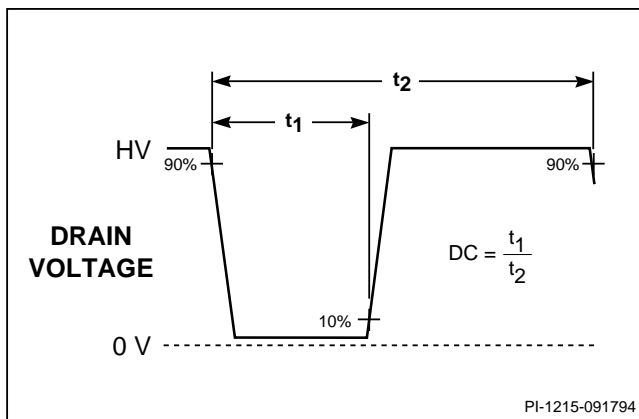 t2
t1
HV
90%
90%
DRAIN
VOLTAGE
DC = t1
t2
10%
0 V
PI-1215-091794